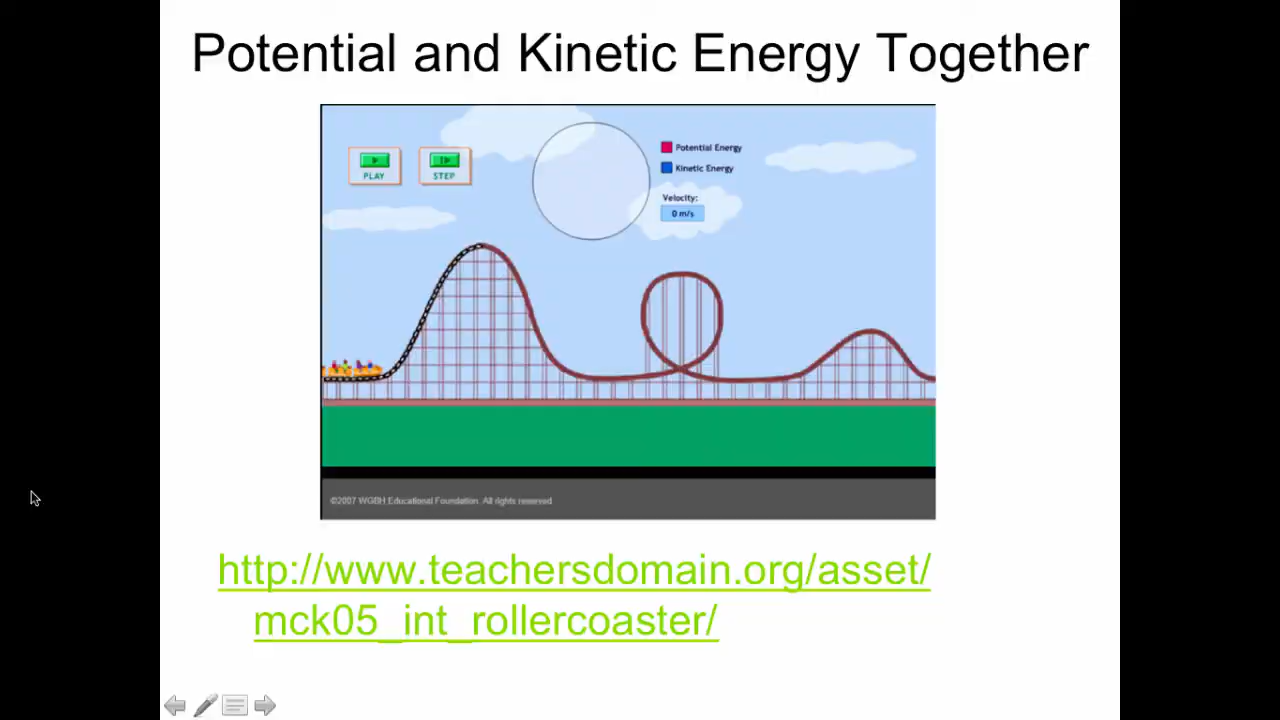 Potential and Kinetic Energy Together
PLAY
STEP
Potential Energy
Kinetic Energy
Velocity:
0 m/s
©2007 WGBH Educational Foundation. All rights reserved
http://www.teachersdomain.org/asset/
mck05_int_rollercoaster/